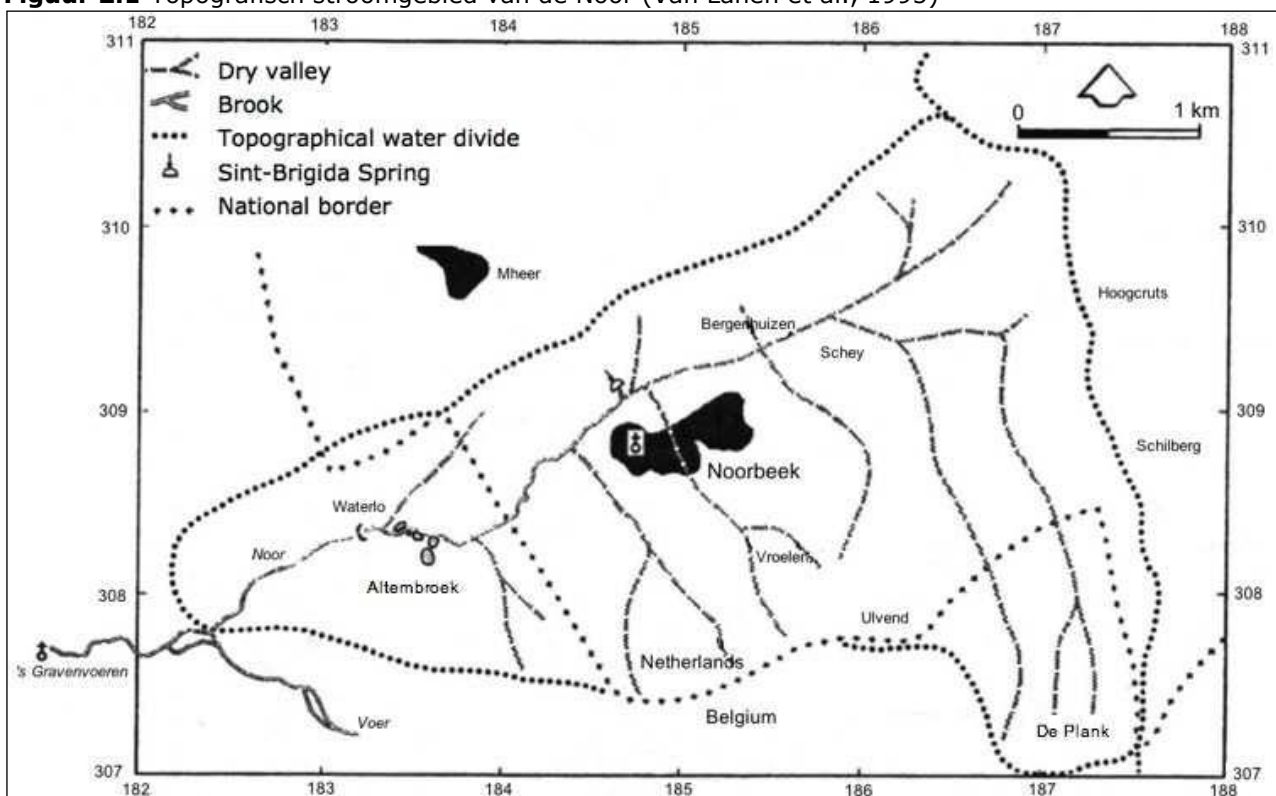 Figuur 2.1 Topografisch stroomgebied van de Noor (Van Lanen et al., 1995)
182 183 184 185 186 187 188
311 311
Dry valley
Brook
Topographical water divide
Sint-Brigida Spring
National border
0 1 km
310 310
Mheer
Hoogcruts
Bergenhuizen
Schey
309 309
Schilberg
Noorbeek
Waterlo
Noor
Vroelen
Altembroek
308 308
Ulvend
Netherlands
's Gravenvoeren
Belgium
Voer
De Plank
307 307
182 183 184 185 186 187 188